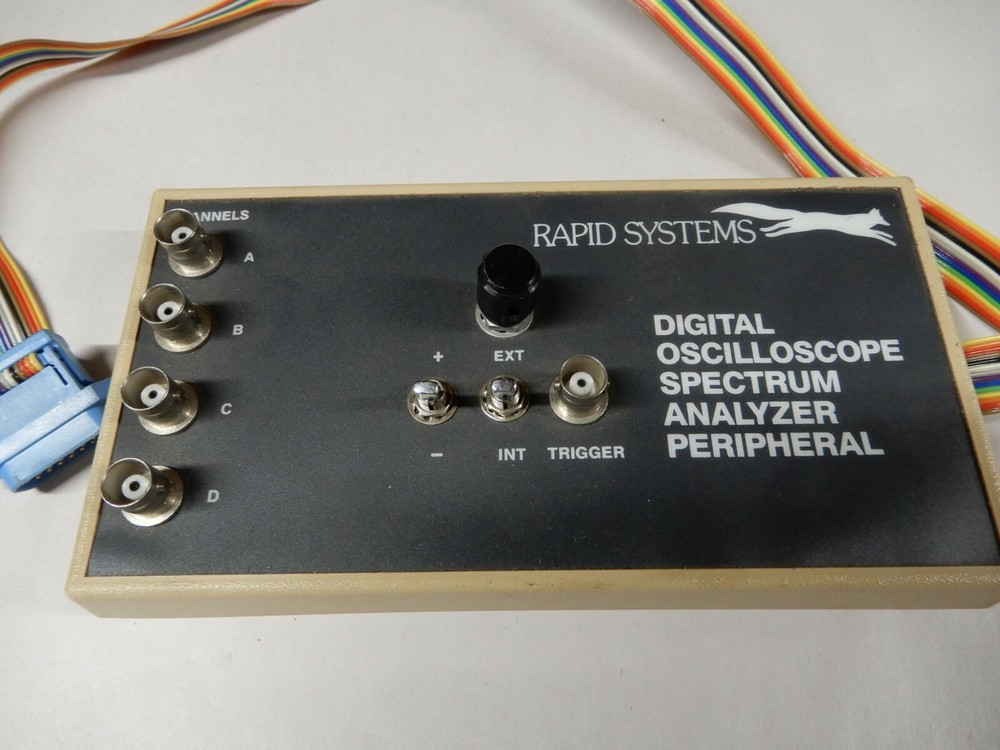 ANNELS
A
B
C
D
RAPID SYSTEMS
+ EXT
- INT TRIGGER
DIGITAL
OSCILLOSCOPE
SPECTRUM
ANALYZER
PERIPHERAL